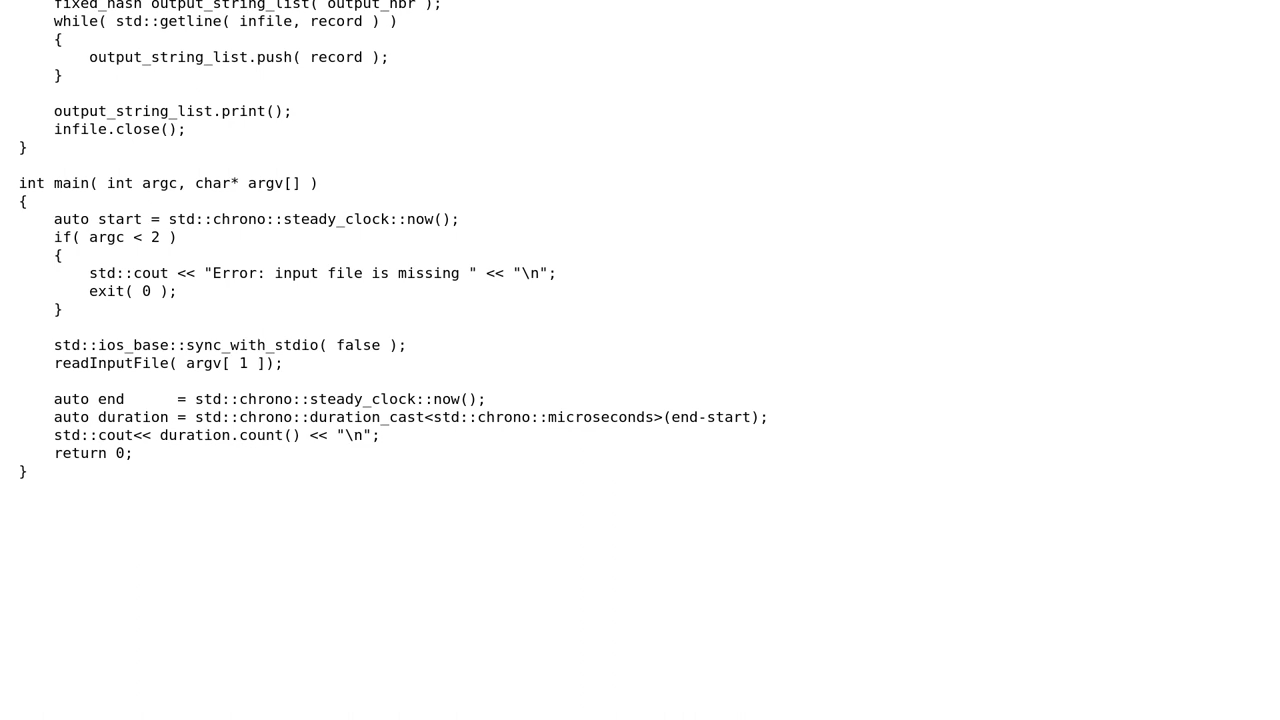 fixed_hash output_string_list( output_nbr );
    while( std::getline( infile, record ) )
    {
        output_string_list.push( record );
    }

    output_string_list.print();
    infile.close();
}

int main( int argc, char* argv[] )
{
    auto start = std::chrono::steady_clock::now();
    if( argc < 2 )
    {
        std::cout << "Error: input file is missing " << "\n";
        exit( 0 );
    }

    std::ios_base::sync_with_stdio( false );
    readInputFile( argv[ 1 ]);

    auto end      = std::chrono::steady_clock::now();
    auto duration = std::chrono::duration_cast<std::chrono::microseconds>(end-start);
    std::cout<< duration.count() << "\n";
    return 0;
}